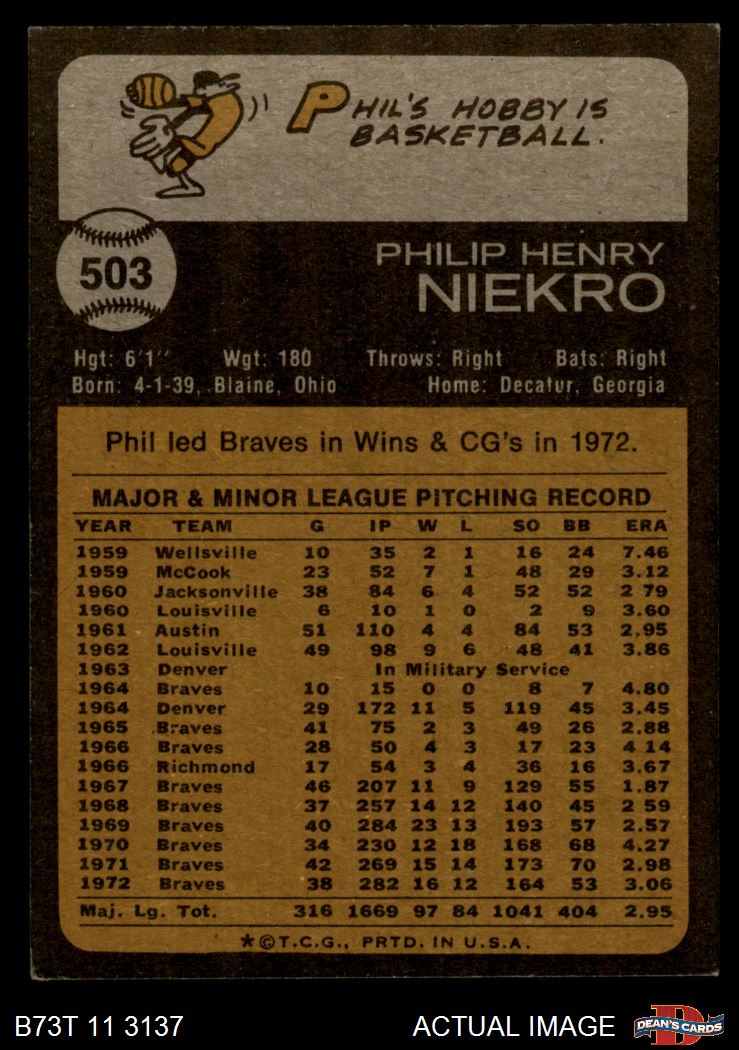 PHIL'S HOBBY IS
BASKETBALL.
503
PHILIP HENRY
NIEKRO
Hgt: 6'1" Wgt: 180 Throws: Right Bats: Right
Born: 4-1-39, Blaine, Ohio Home: Decatur, Georgia
Phil led Braves in Wins & CG's in 1972.
MAJOR & MINOR LEAGUE PITCHING RECORD
YEAR TEAM G IP W L SO BB ERA
1959 Wellsville 10 35 2 1 16 24 7.46
1959 McCook 23 52 7 1 48 29 3.12
1960 Jacksonville 38 84 6 4 52 52 2 79
1960 Louisville 6 10 1 0 2 9 3.60
1961 Austin 51 110 4 4 84 53 2.95
1962 Louisville 49 98 9 6 48 41 3.86
1963 Denver In Military Service
1964 Braves 10 15 0 0 8 7 4.80
1964 Denver 29 172 11 5 119 45 3.45
1965 Braves 41 75 2 3 49 26 2.88
1966 Braves 28 50 4 3 17 23 4 14
1966 Richmond 17 54 3 4 36 16 3.67
1967 Braves 46 207 11 9 129 55 1.87
1968 Braves 37 257 14 12 140 45 2 59
1969 Braves 40 284 23 13 193 57 2.57
1970 Braves 34 230 12 18 168 68 4.27
1971 Braves 42 269 15 14 173 70 2.98
1972 Braves 38 282 16 12 164 53 3.06
Maj. Lg. Tot. 316 1669 97 84 1041 404 2.95
*©T.C.G., PRTD. IN U.S.A.
B73T 11 3137 ACTUAL IMAGE D DEAN'S CARDS